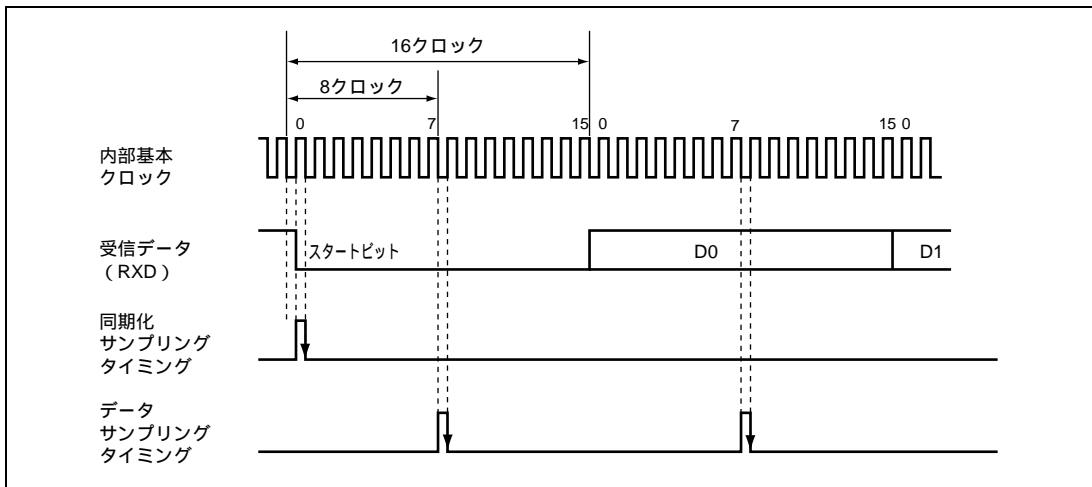 16クロック
8クロック
0 7 15 0 7 15 0
内部基本
クロック
受信データ
(RXD)
スタートビット
D0
D1
同期化
サンプリング
タイミング
データ
サンプリング
タイミング